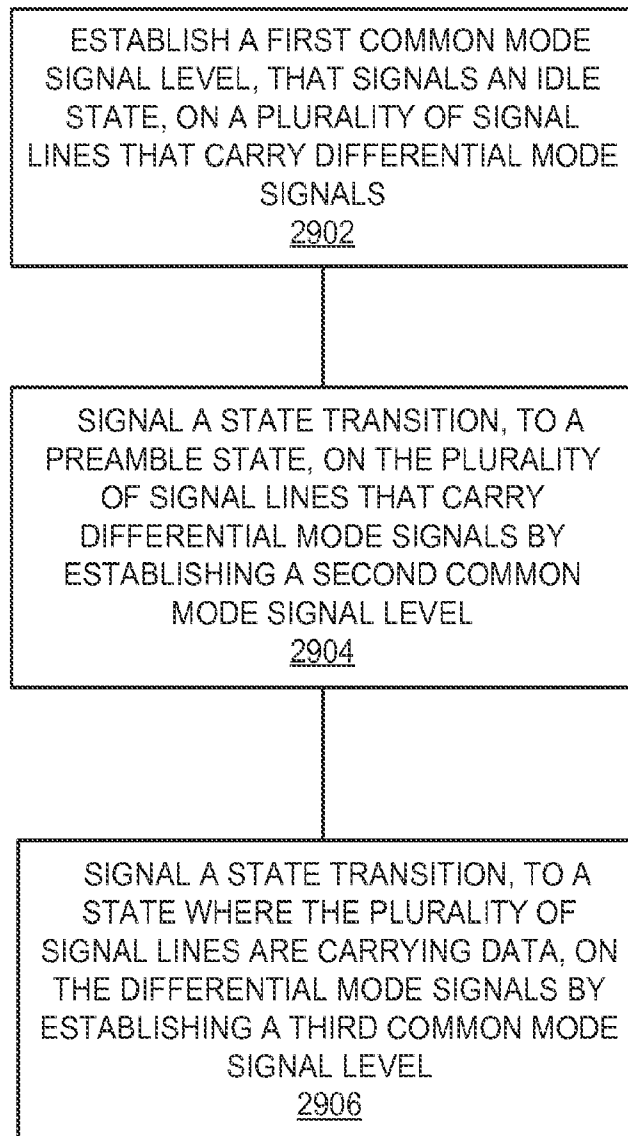 ESTABLISH A FIRST COMMON MODE
SIGNAL LEVEL, THAT SIGNALS AN IDLE
STATE, ON A PLURALITY OF SIGNAL
LINES THAT CARRY DIFFERENTIAL MODE
SIGNALS
2902
SIGNAL A STATE TRANSITION, TO A
PREAMBLE STATE, ON THE PLURALITY
OF SIGNAL LINES THAT CARRY
DIFFERENTIAL MODE SIGNALS BY
ESTABLISHING A SECOND COMMON
MODE SIGNAL LEVEL
2904
SIGNAL A STATE TRANSITION, TO A
STATE WHERE THE PLURALITY OF
SIGNAL LINES ARE CARRYING DATA, ON
THE DIFFERENTIAL MODE SIGNALS BY
ESTABLISHING A THIRD COMMON MODE
SIGNAL LEVEL
2906